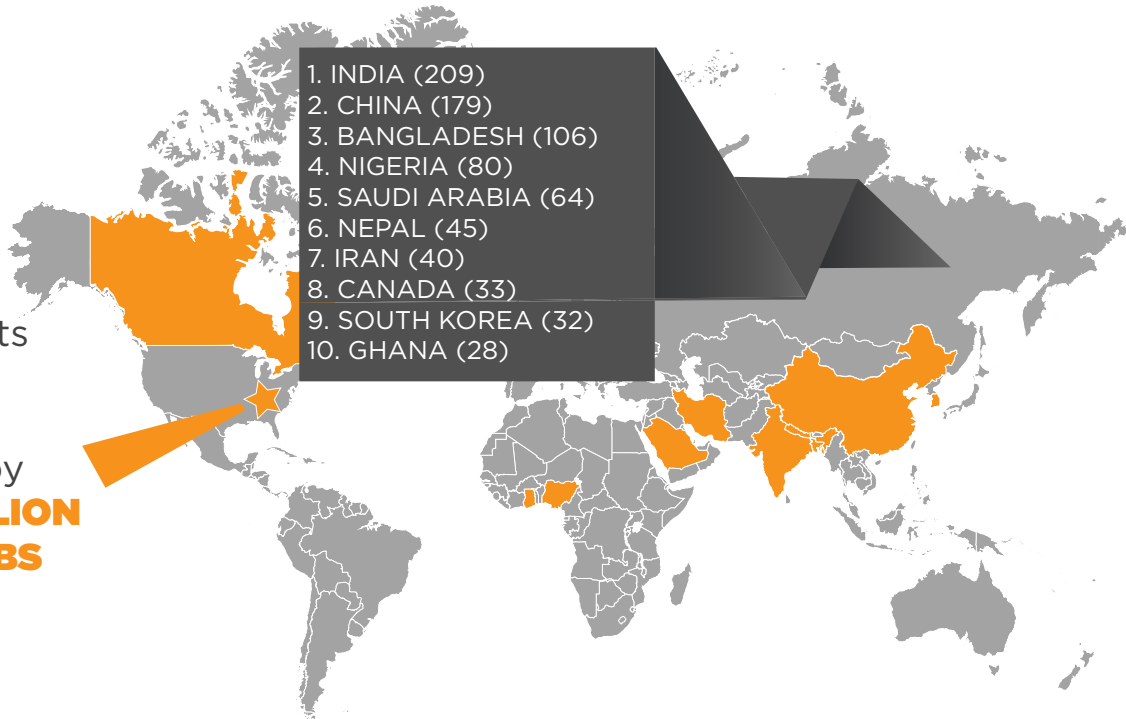 1. INDIA (209)
2. CHINA (179)
3. BANGLADESH (106)
4. NIGERIA (80)
5. SAUDI ARABIA (64)
6. NEPAL (45)
7. IRAN (40)
8. CANADA (33)
9. SOUTH KOREA (32)
10. GHANA (28)
ts
by
LION
BS